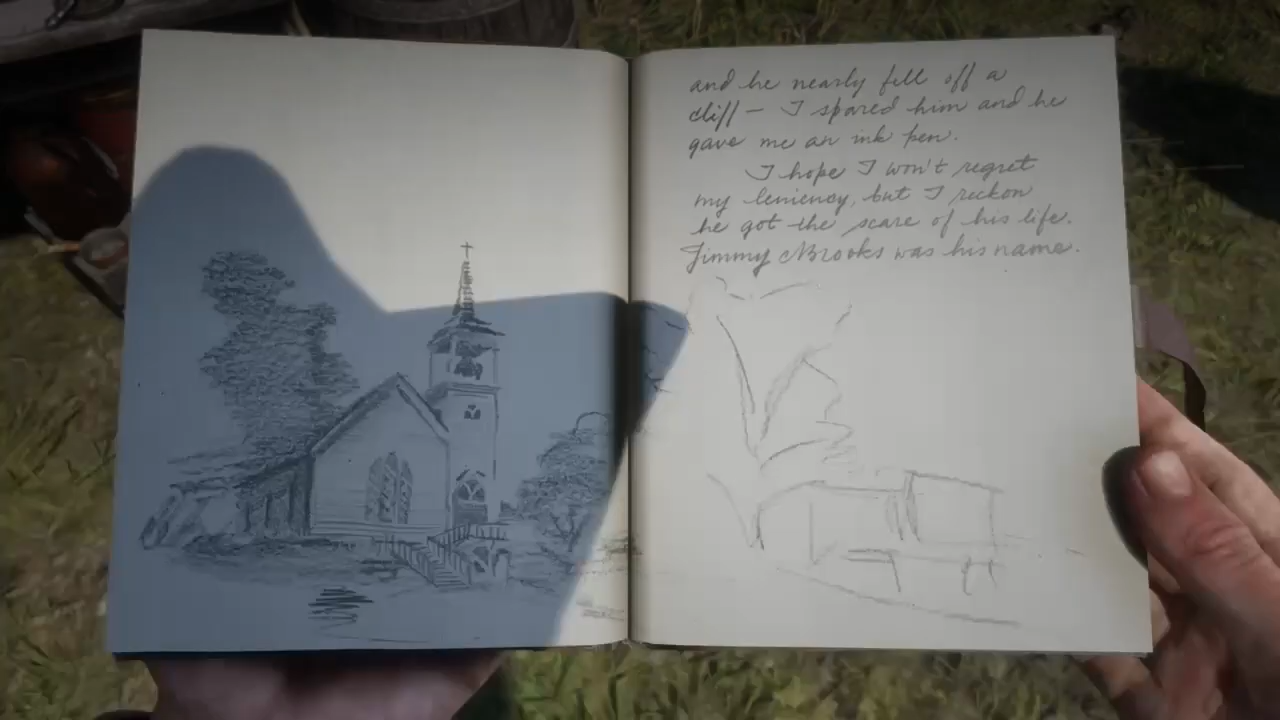 and he nearly fell off a
cliff – I spared him and he
gave me an ink pen.
I hope I won't regret
my leniency, but I reckon
he got the scare of his life.
Jimmy Brooks was his name.